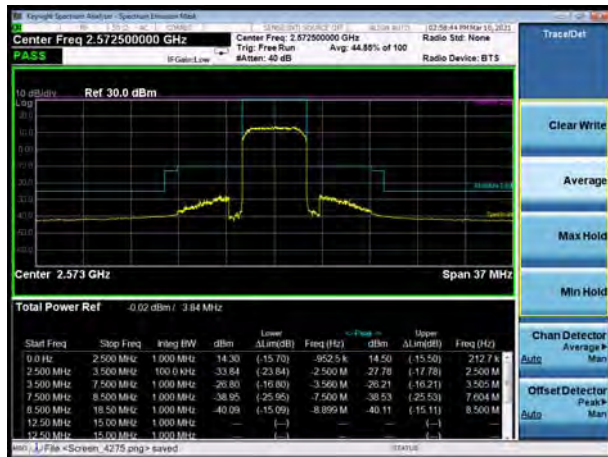 Keysight Spectrum Analyzer - Spectrum Emission Mask
02:58:44 PM Mar 10, 2021
Center Freq 2.572500000 GHz
Center Freq: 2.572500000 GHz
Radio Std: None
Trace/Det
PASS
Trig: Free Run
Avg: 44.85% of 100
IFGain:Low
#Atten: 40 dB
Radio Device: BTS
10 dB/div
Ref 30.0 dBm
Log
Clear Write
Average
Max Hold
Min Hold
Center 2.573 GHz
Span 37 MHz
Total Power Ref
-0.02 dBm / 3.84 MHz
Lower
<-Peak->
Upper
Start Freq Stop Freq Integ BW dBm ΔLim(dB) Freq (Hz) dBm ΔLim(dB) Freq (Hz)
0.0 Hz 2.500 MHz 1.000 MHz 14.30 (-15.70) -952.5 k 14.50 (-15.50) 212.7 k
2.500 MHz 3.500 MHz 100.0 kHz -33.84 (-23.84) -2.500 M -27.78 (-17.78) 2.500 M
3.500 MHz 7.500 MHz 1.000 MHz -26.80 (-16.80) -3.560 M -26.21 (-16.21) 3.505 M
7.500 MHz 8.500 MHz 1.000 MHz -38.95 (-25.95) -7.500 M -38.53 (-25.53) 7.604 M
8.500 MHz 18.50 MHz 1.000 MHz -40.09 (-15.09) -8.899 M -40.11 (-15.11) 8.500 M
12.50 MHz 15.00 MHz 1.000 MHz — (—) — (—)
12.50 MHz 15.00 MHz 1.000 MHz — (—) — (—)
Chan Detector
Average
Auto Man
Offset Detector
Peak
Auto Man
MSG
File <Screen_4275.png> saved
STATUS